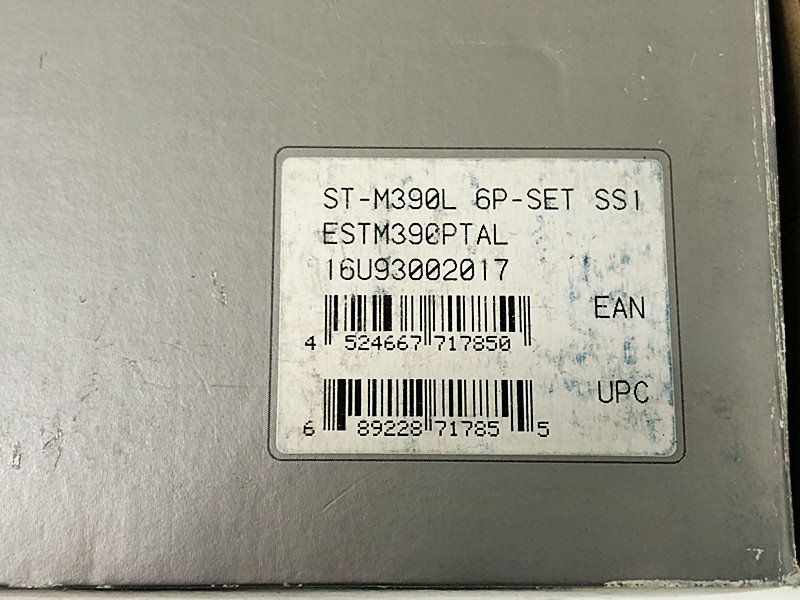 ST-M390L 6P-SET SS1
ESTM390PTAL
16U93002017
EAN
4 524667 717850
UPC
6 89228 71785 5